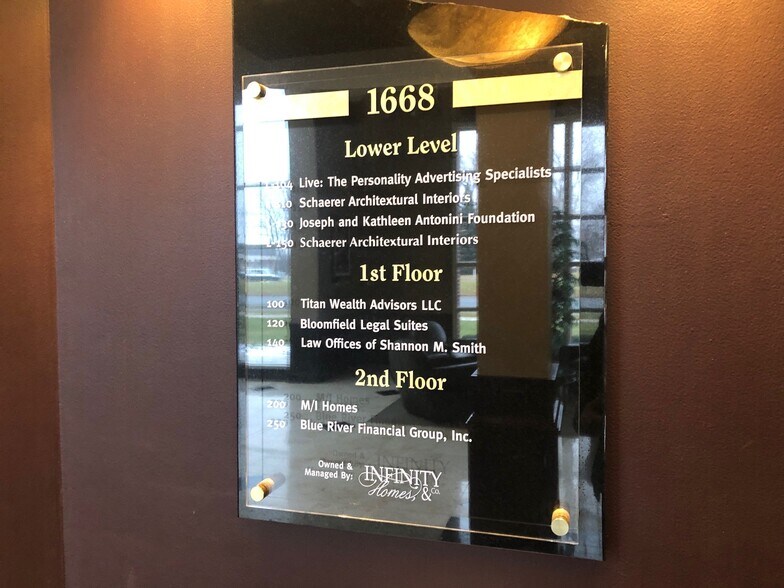 1668
Lower Level
Live: The Personality Advertising Specialists
Schaerer Architextural Interiors
Joseph and Kathleen Antonini Foundation
L-150 Schaerer Architextural Interiors
1st Floor
100 Titan Wealth Advisors LLC
120 Bloomfield Legal Suites
140 Law Offices of Shannon M. Smith
2nd Floor
200 M/I Homes
250 Blue River Financial Group, Inc.
Owned &
Managed By:
INFINITY
Homes & Co.